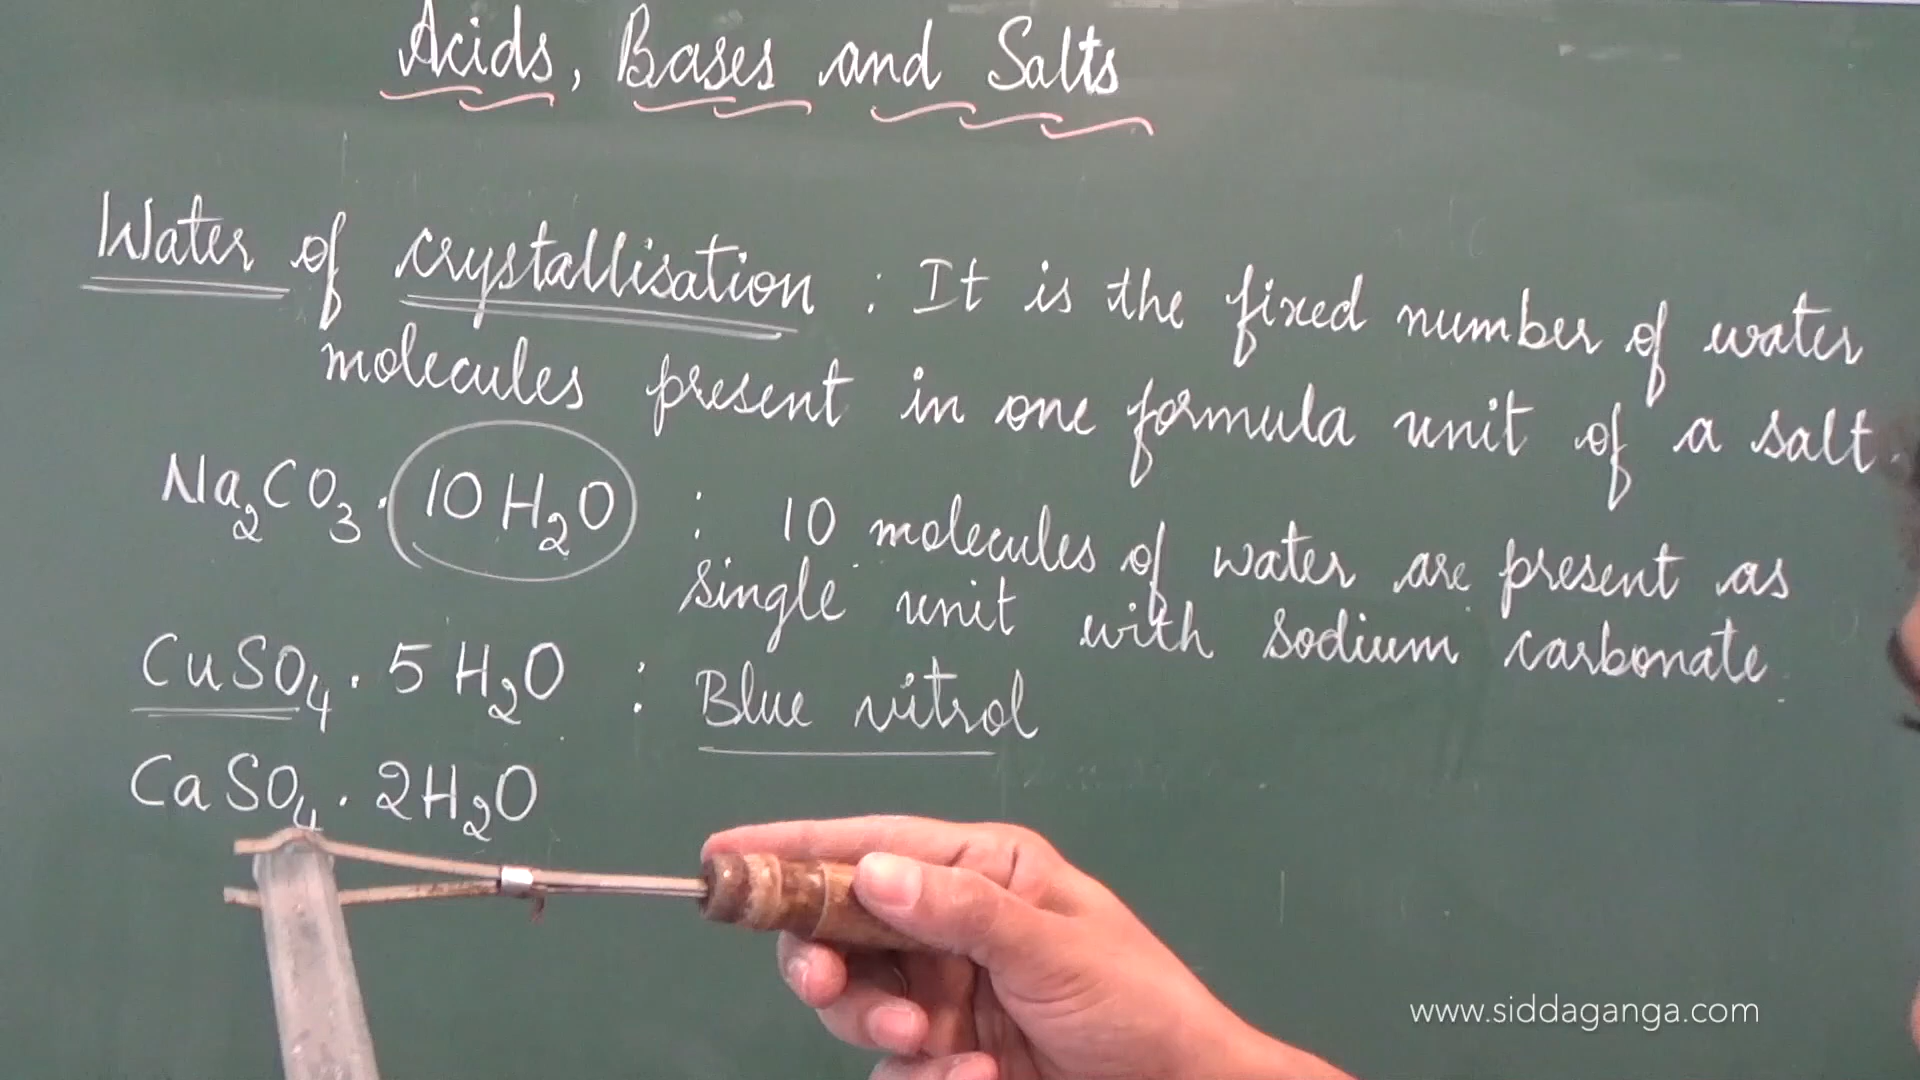 Acids, Bases and Salts
Water of crystallisation : It is the fixed number of water
molecules present in one formula unit of a salt.
Na₂CO₃ · 10 H₂O : 10 molecules of water are present as
single unit with sodium carbonate.
CuSO₄ · 5 H₂O : Blue vitrol
CaSO₄ · 2H₂O
www.siddaganga.com